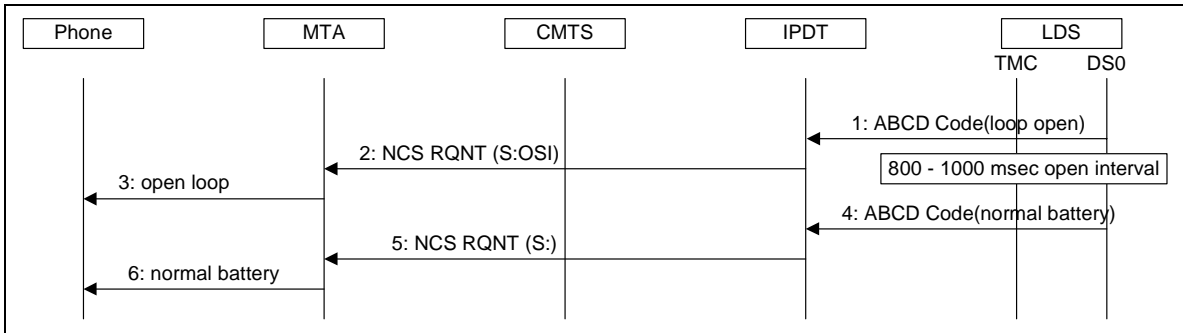 Phone
MTA
CMTS
IPDT
LDS
TMC
DS0
1: ABCD Code(loop open)
2: NCS RQNT (S:OSI)
800 - 1000 msec open interval
3: open loop
4: ABCD Code(normal battery)
5: NCS RQNT (S:)
6: normal battery